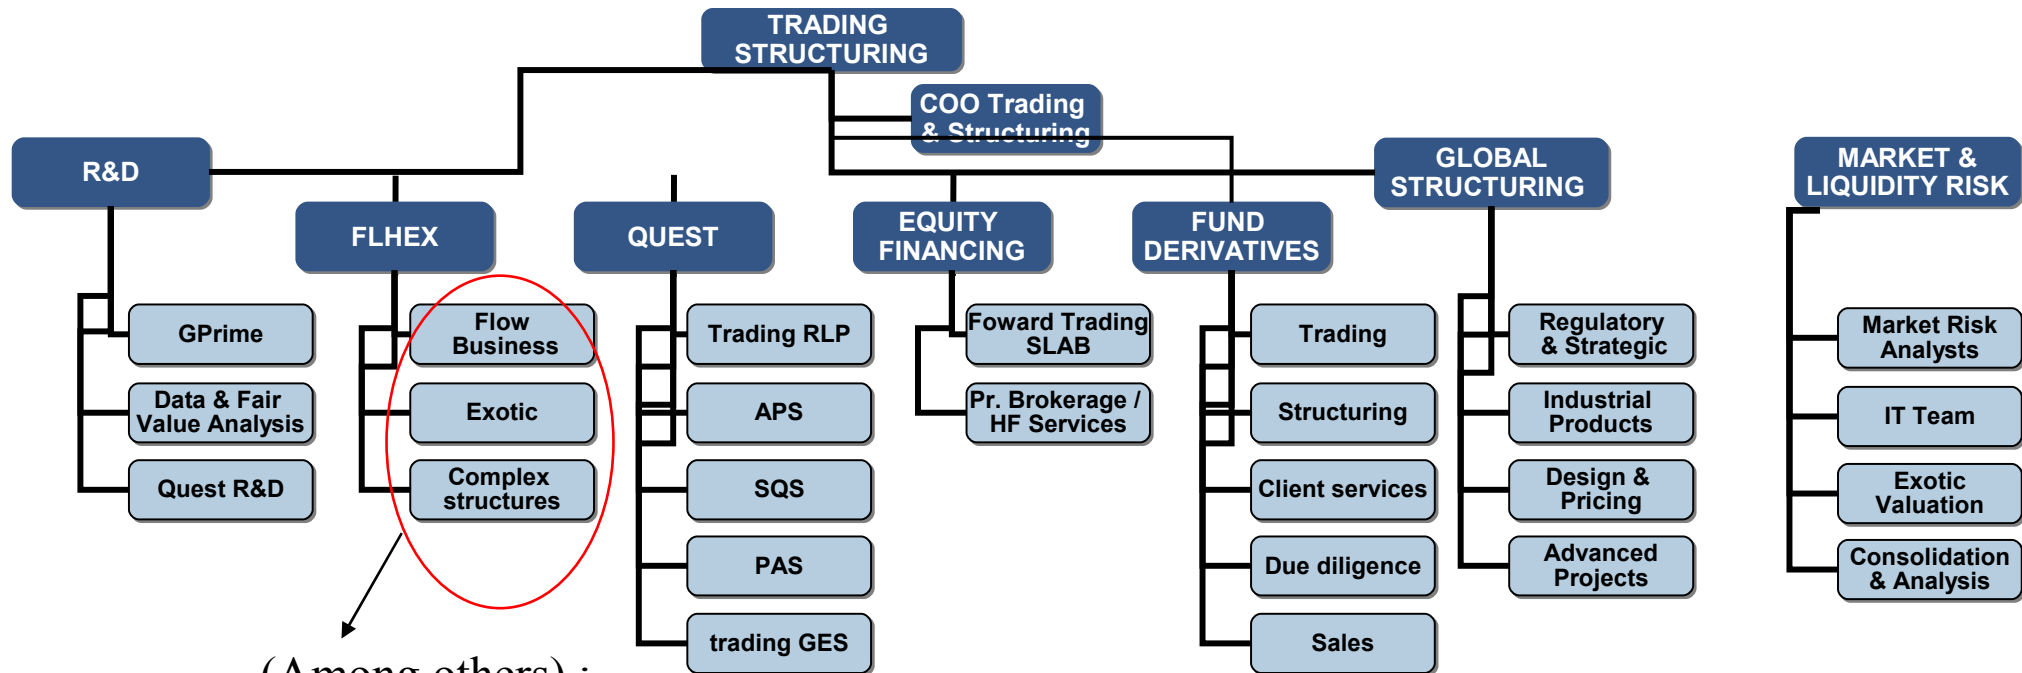 TRADING
STRUCTURING
COO Trading
& Structuring
R&D
GLOBAL
STRUCTURING
MARKET &
LIQUIDITY RISK
FLHEX
QUEST
EQUITY
FINANCING
FUND
DERIVATIVES
GPrime
Data & Fair
Value Analysis
Quest R&D
Flow
Business
Exotic
Complex
structures
Trading RLP
APS
SQS
PAS
trading GES
Foward Trading
SLAB
Pr. Brokerage /
HF Services
Trading
Structuring
Client services
Due diligence
Sales
Regulatory
& Strategic
Industrial
Products
Design &
Pricing
Advanced
Projects
Market Risk
Analysts
IT Team
Exotic
Valuation
Consolidation
& Analysis
(Among others) :